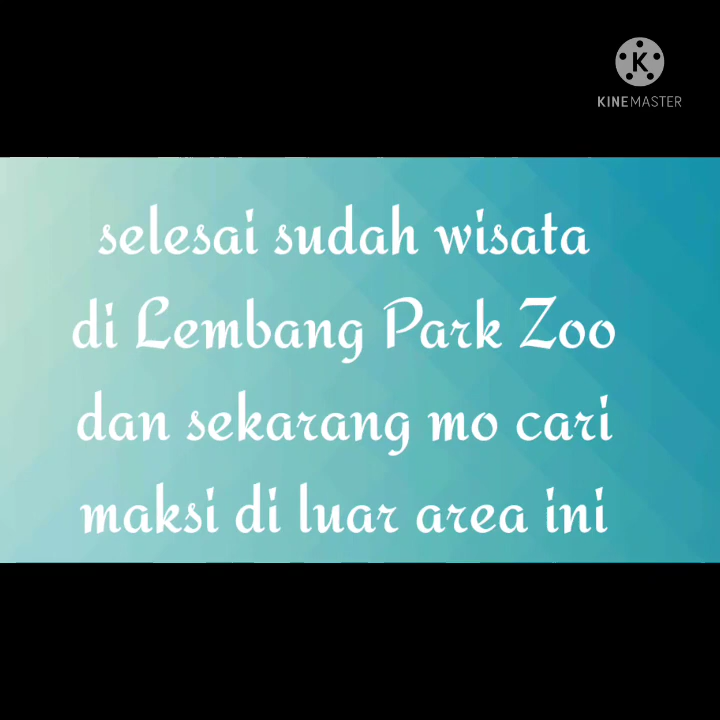 K
KINEMASTER
selesai sudah wisata
di Lembang Park Zoo
dan sekarang mo cari
maksi di luar area ini